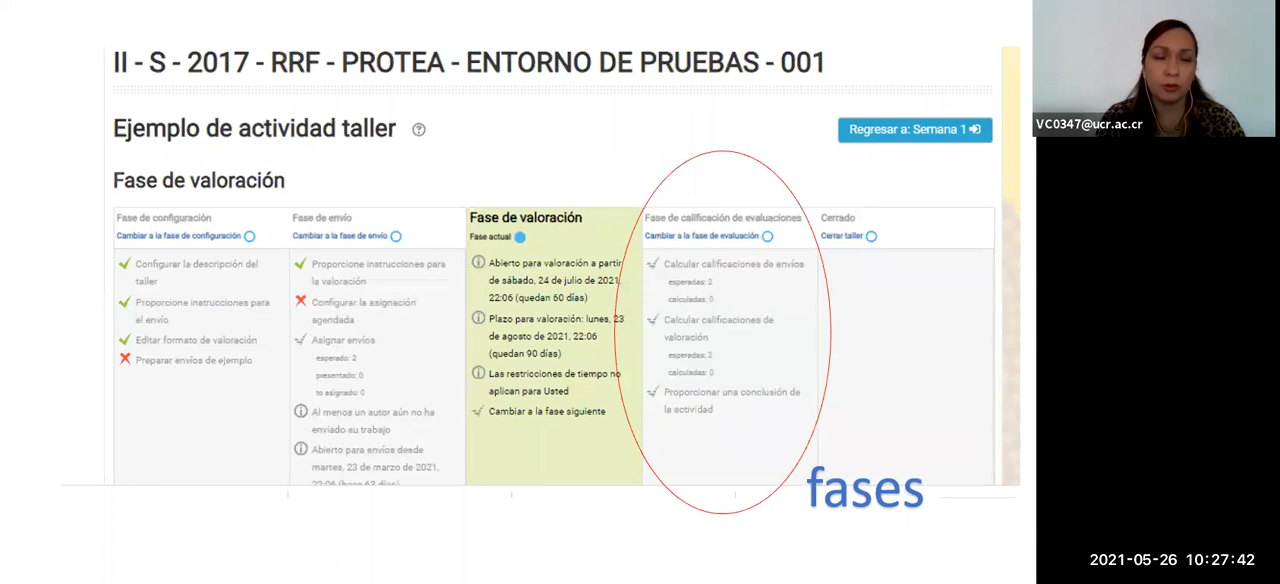 II - S - 2017 - RRF - PROTEA - ENTORNO DE PRUEBAS - 001
Ejemplo de actividad taller
Regresar a: Semana 1
Fase de valoración
Fase de configuración
Cambiar a la fase de configuración
Configurar la descripción del
taller
Proporcione instrucciones para
el envío
Editar formato de valoración
Preparar envíos de ejemplo
Fase de envío
Cambiar a la fase de envío
Proporcione instrucciones para
la valoración
Configurar la asignación
agendada
Asignar envíos
esperado: 2
presentado: 0
to asignado: 0
Al menos un autor aún no ha
enviado su trabajo
Abierto para envíos desde
martes, 23 de marzo de 2021,
22:06 (hace 63 días)
Fase de valoración
Fase actual
Abierto para valoración a partir
de sábado, 24 de julio de 2021,
22:06 (quedan 60 días)
Plazo para valoración: lunes, 23
de agosto de 2021, 22:06
(quedan 90 días)
Las restricciones de tiempo no
aplican para Usted
Cambiar a la fase siguiente
Fase de calificación de evaluaciones
Cambiar a la fase de evaluación
Calcular calificaciones de envíos
esperadas: 2
calculadas: 0
Calcular calificaciones de
valoración
esperadas: 2
calculadas: 0
Proporcionar una conclusión de
la actividad
Cerrado
Cerrar taller
fases
VC0347@ucr.ac.cr
2021-05-26 10:27:42